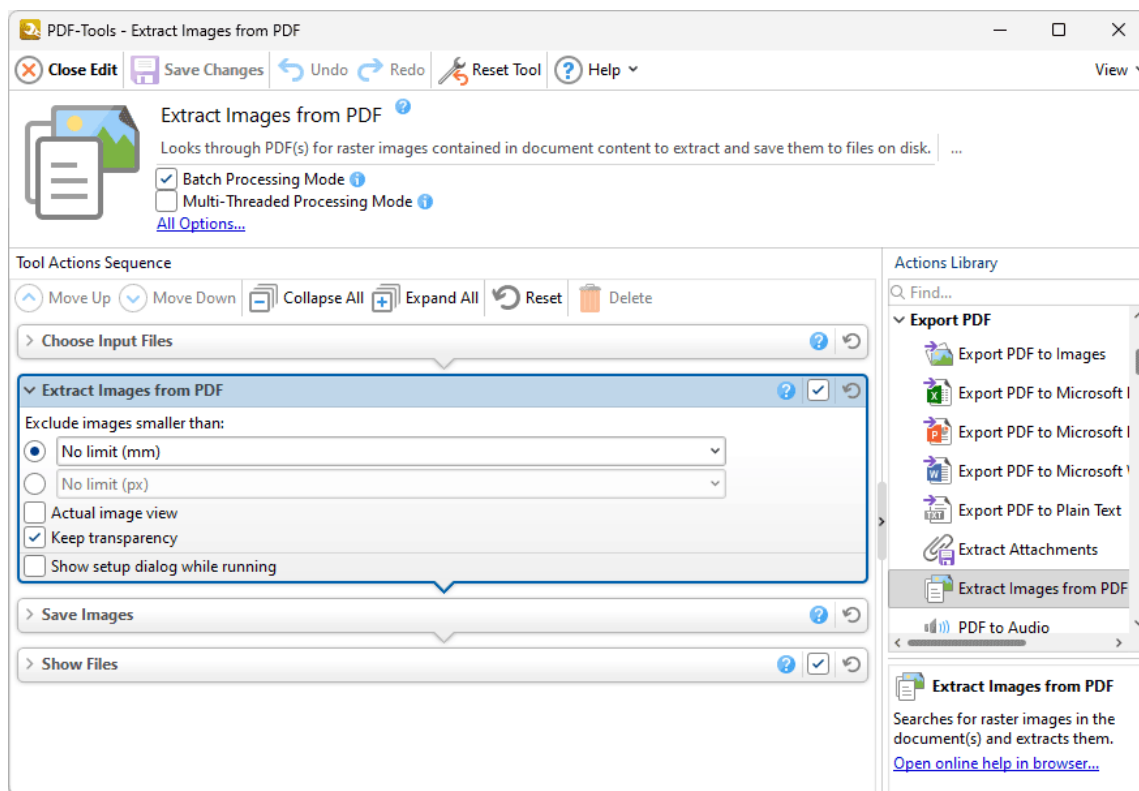 PDF-Tools - Extract Images from PDF
Close Edit Save Changes Undo Redo Reset Tool Help View
Extract Images from PDF
Looks through PDF(s) for raster images contained in document content to extract and save them to files on disk. ...
Batch Processing Mode
Multi-Threaded Processing Mode
All Options...
Tool Actions Sequence
Move Up Move Down Collapse All Expand All Reset Delete
Choose Input Files
Extract Images from PDF
Exclude images smaller than:
No limit (mm)
No limit (px)
Actual image view
Keep transparency
Show setup dialog while running
Save Images
Show Files
Actions Library
Find...
Export PDF
Export PDF to Images
Export PDF to Microsoft
Export PDF to Microsoft
Export PDF to Microsoft
Export PDF to Plain Text
TXT
Extract Attachments
Extract Images from PDF
PDF to Audio
Extract Images from PDF
Searches for raster images in the
document(s) and extracts them.
Open online help in browser...